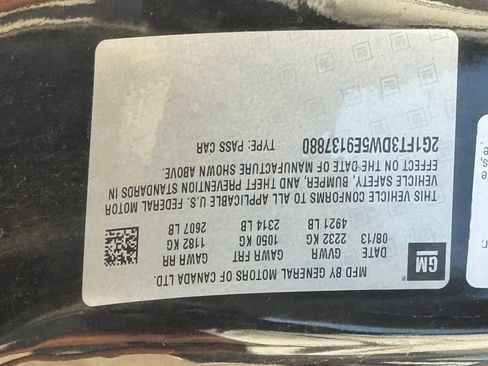 GM
MFD BY GENERAL MOTORS OF CANADA LTD.
DATE GVWR GAWR FRT GAWR RR
08/13 2232 KG 1050 KG 1182 KG
4921 LB 2314 LB 2607 LB
THIS VEHICLE CONFORMS TO ALL APPLICABLE U.S. FEDERAL MOTOR
VEHICLE SAFETY, BUMPER, AND THEFT PREVENTION STANDARDS IN
EFFECT ON THE DATE OF MANUFACTURE SHOWN ABOVE.
2G1FT3DW5E9137880 TYPE: PASS CAR